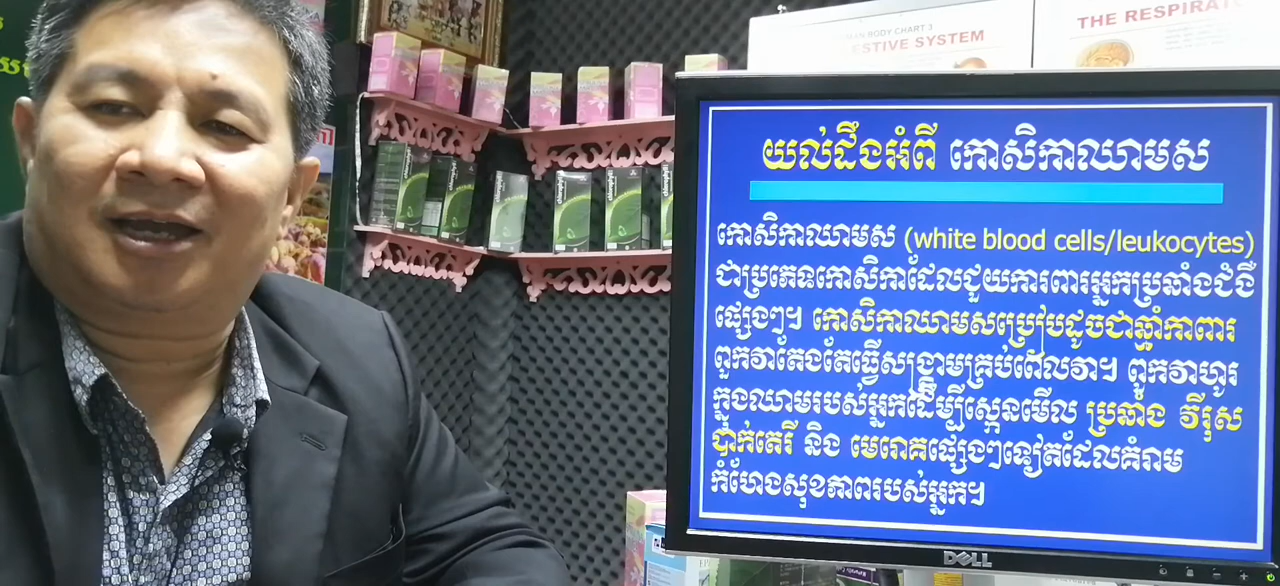 HUMAN BODY CHART 3
ESTIVE SYSTEM
THE RESPIRAT
យល់ដឹងអំពី កោសិកាឈាមស
កោសិកាឈាមស (white blood cells/leukocytes)
ជាប្រភេទកោសិកាដែលជួយការពារអ្នកប្រឆាំងជំងឺ
ផ្សេងៗ។ កោសិកាឈាមសប្រៀបដូចជាឆ្មាំការពារ
ពួកវាតែងតែធ្វើសង្គ្រាមគ្រប់ពេលវា។ ពួកវាហូរ
ក្នុងឈាមរបស់អ្នកដើម្បីស្កេនមើល ប្រឆាំង វីរុស
បាក់តេរី និង មេរោគផ្សេងៗទៀតដែលគំរាម
កំហែងសុខភាពរបស់អ្នក។
DELL